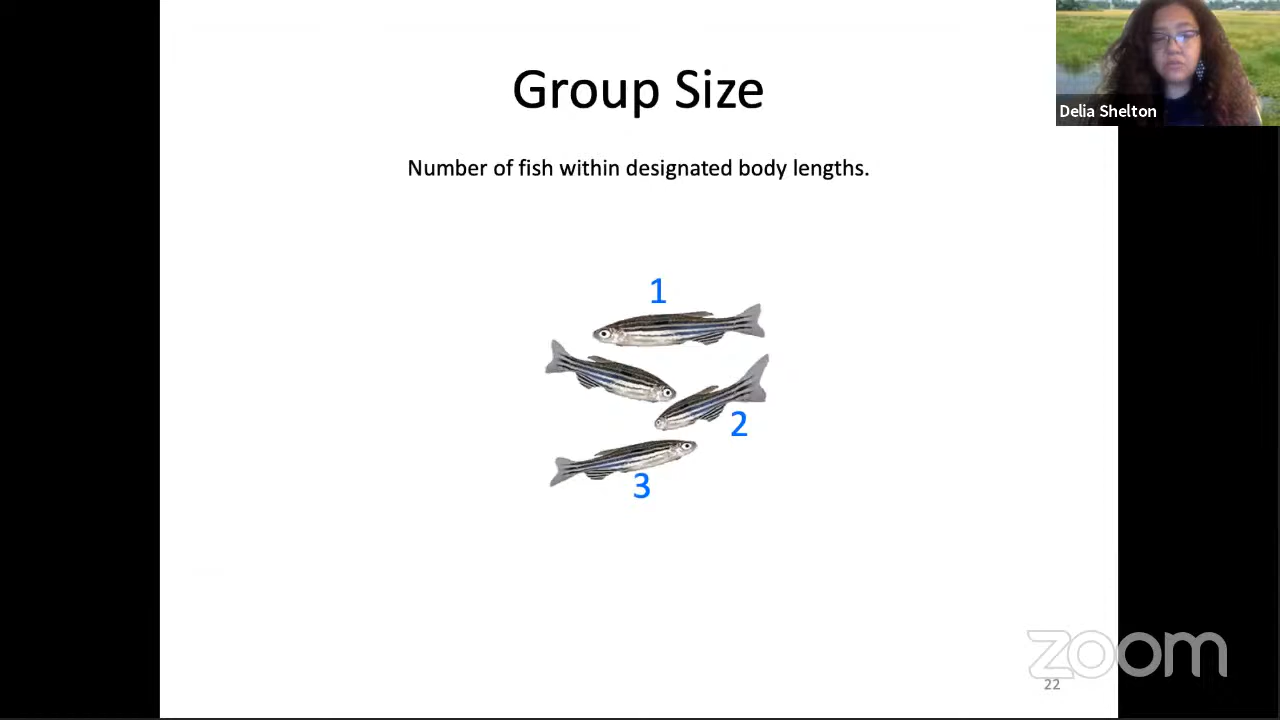 Group Size
Delia Shelton
Number of fish within designated body lengths.
1
2
3
zoom
22